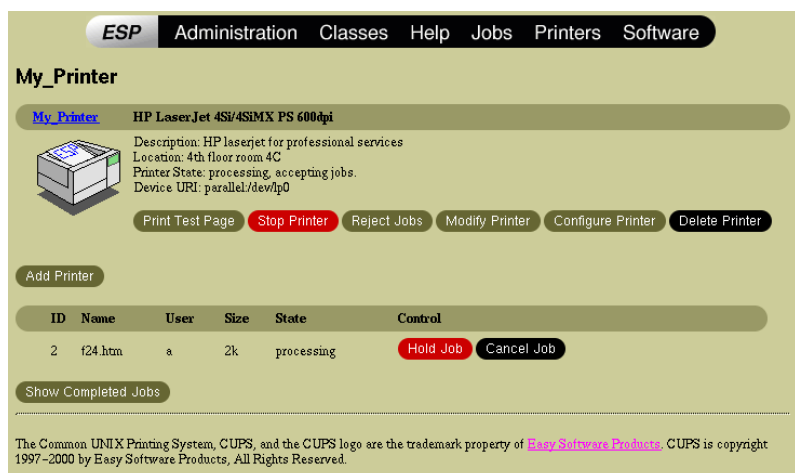 ESP Administration Classes Help Jobs Printers Software
My_Printer
My_Printer HP LaserJet 4Si/4SiMX PS 600dpi
ESP
Description: HP laserjet for professional services
Location: 4th floor room 4C
Printer State: processing, accepting jobs.
Device URI: parallel:/dev/lp0
Print Test Page Stop Printer Reject Jobs Modify Printer Configure Printer Delete Printer
Add Printer
ID Name User Size State Control
2 f24.htm a 2k processing Hold Job Cancel Job
Show Completed Jobs
The Common UNIX Printing System, CUPS, and the CUPS logo are the trademark property of Easy Software Products. CUPS is copyright
1997-2000 by Easy Software Products, All Rights Reserved.